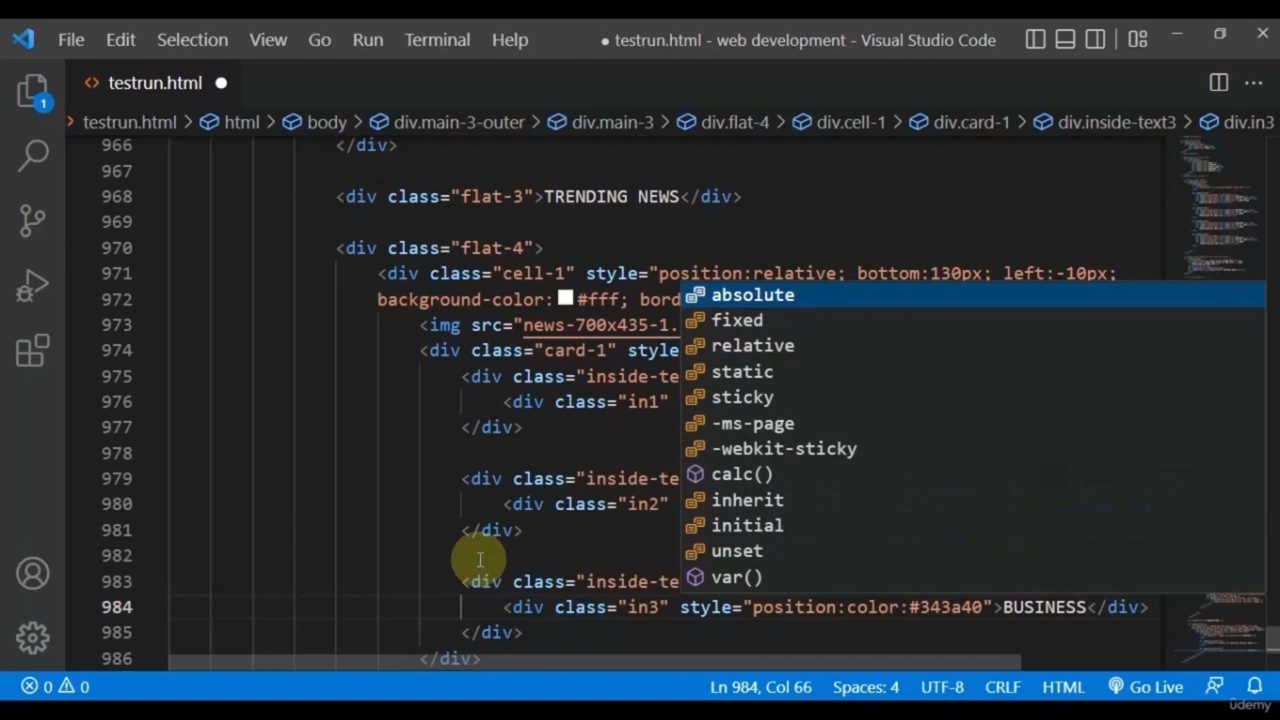 File Edit Selection View Go Run Terminal Help ● testrun.html - web development - Visual Studio Code
<> testrun.html ●
testrun.html > html > body > div.main-3-outer > div.main-3 > div.flat-4 > div.cell-1 > div.card-1 > div.inside-text3 > div.in3
1
966 </div>
967
968 <div class="flat-3">TRENDING NEWS</div>
969
970 <div class="flat-4">
971 <div class="cell-1" style="position:relative; bottom:130px; left:-10px;
972 background-color:#fff; bord
absolute
973 <img src="news-700x435-1.
fixed
974 <div class="card-1" style
relative
975 <div class="inside-te
static
976 <div class="in1"
sticky
977 </div>
-ms-page
978
-webkit-sticky
979 <div class="inside-te
calc()
980 <div class="in2"
inherit
981 </div>
initial
982
unset
983 <div class="inside-te
var()
984 <div class="in3" style="position:color:#343a40">BUSINESS</div>
985 </div>
986 </div>
0 0 Ln 984, Col 66 Spaces: 4 UTF-8 CRLF HTML Go Live
ûdemy